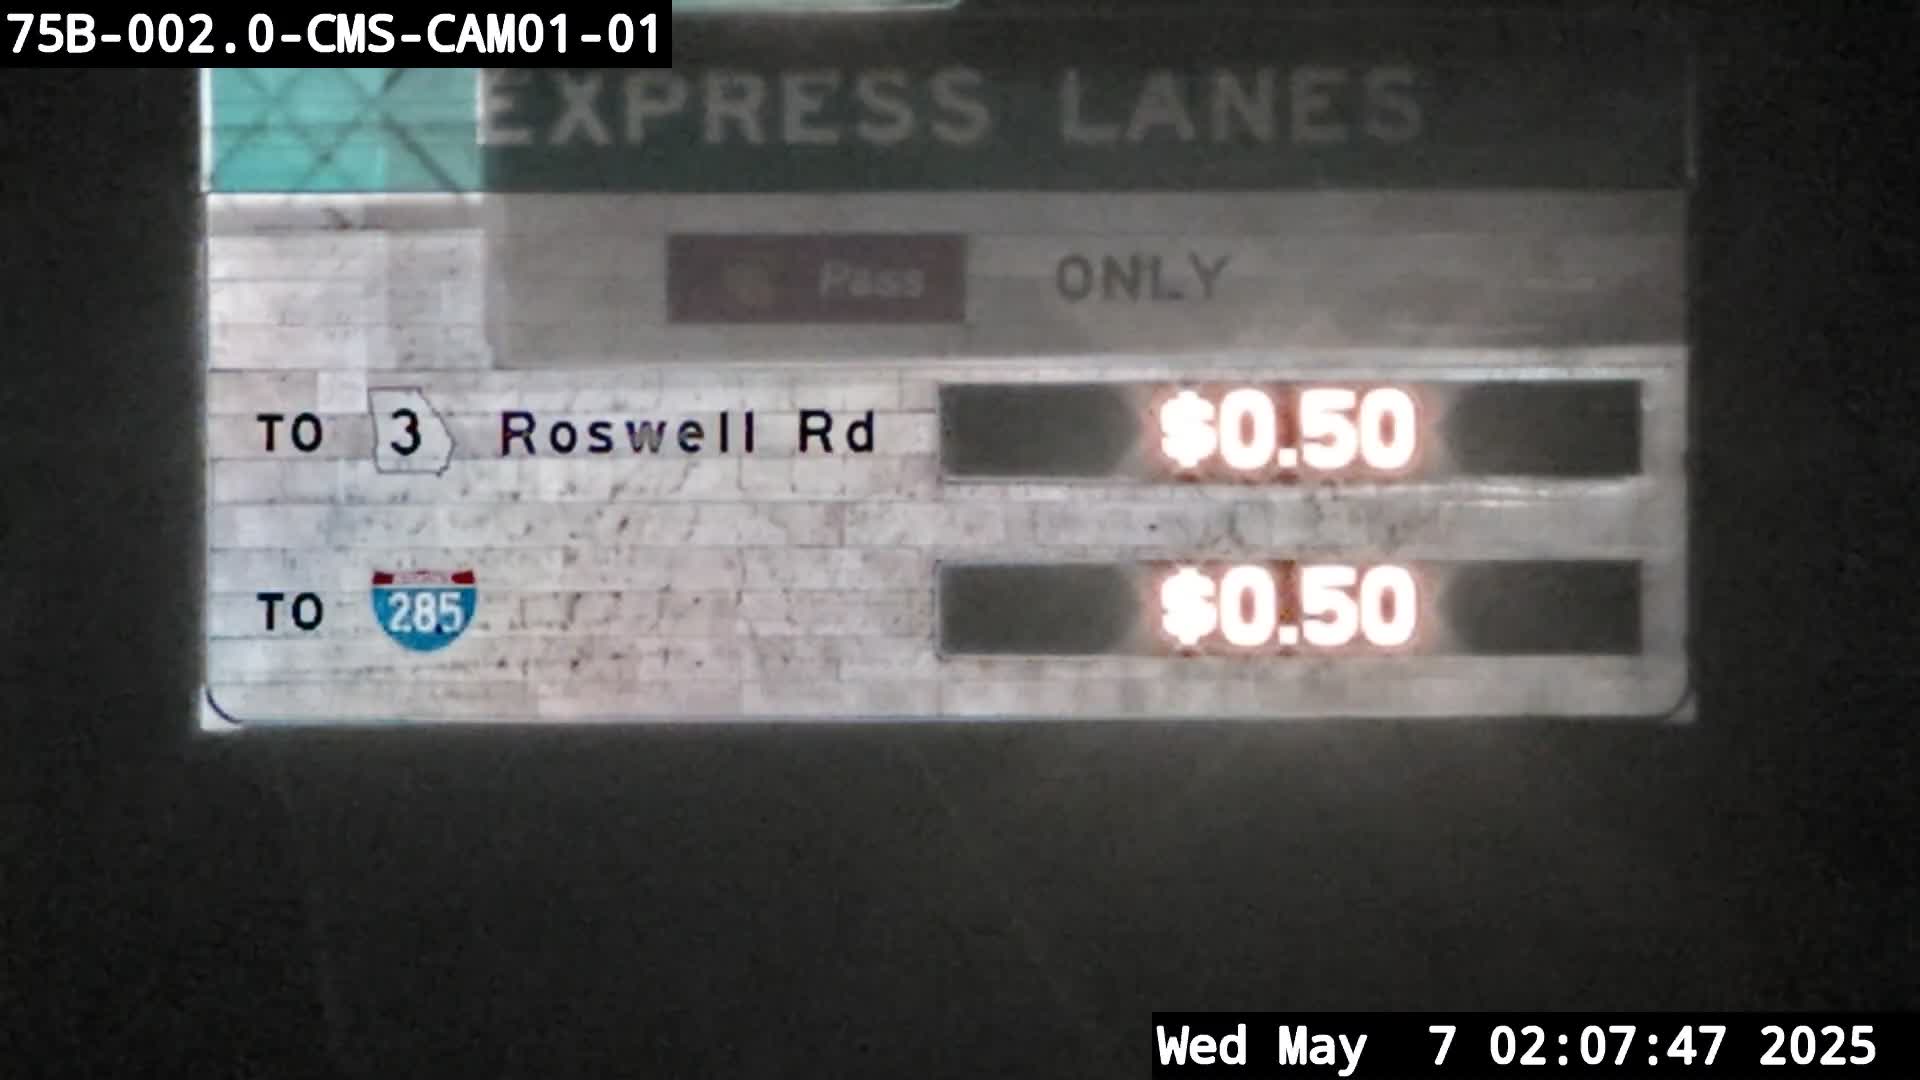 75B-002.0-CMS-CAM01-01
EXPRESS LANES
Pass ONLY
TO 3 Roswell Rd $0.50
TO 285 $0.50
Wed May 7 02:07:47 2025